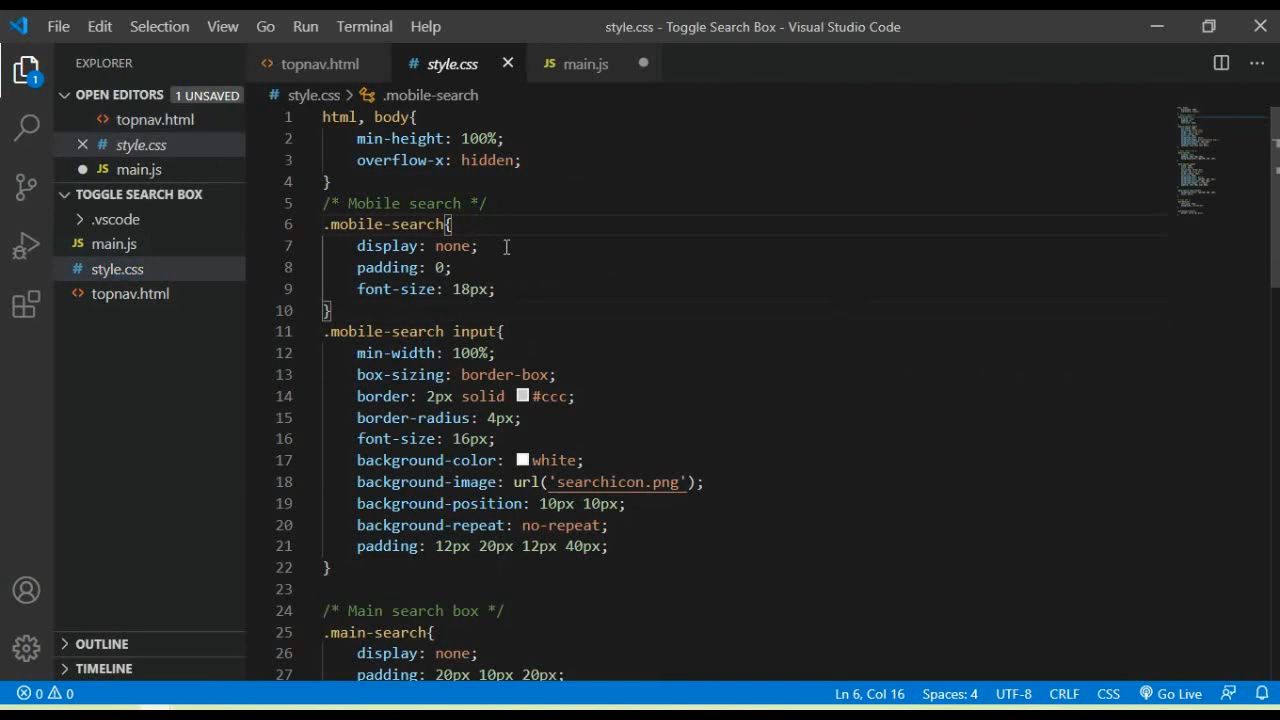 File Edit Selection View Go Run Terminal Help
style.css - Toggle Search Box - Visual Studio Code
EXPLORER
OPEN EDITORS 1 UNSAVED
topnav.html
style.css
main.js
TOGGLE SEARCH BOX
.vscode
main.js
style.css
topnav.html
OUTLINE
TIMELINE
1
topnav.html # style.css JS main.js
# style.css > .mobile-search
1 html, body{
2 min-height: 100%;
3 overflow-x: hidden;
4 }
5 /* Mobile search */
6 .mobile-search{
7 display: none;
8 padding: 0;
9 font-size: 18px;
10 }
11 .mobile-search input{
12 min-width: 100%;
13 box-sizing: border-box;
14 border: 2px solid #ccc;
15 border-radius: 4px;
16 font-size: 16px;
17 background-color: white;
18 background-image: url('searchicon.png');
19 background-position: 10px 10px;
20 background-repeat: no-repeat;
21 padding: 12px 20px 12px 40px;
22 }
23
24 /* Main search box */
25 .main-search{
26 display: none;
27 padding: 20px 10px 20px;
0 0 Ln 6, Col 16 Spaces: 4 UTF-8 CRLF CSS Go Live